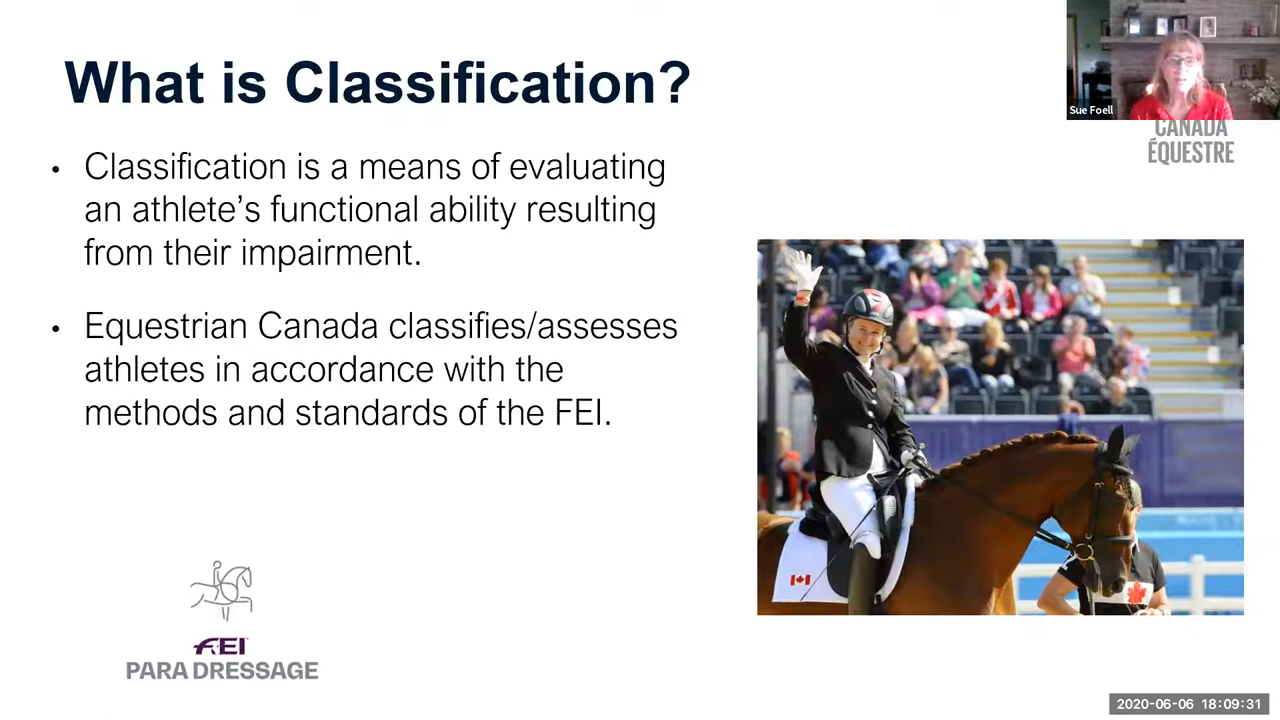 What is Classification?
Sue Foell
CANADA
ÉQUESTRE
• Classification is a means of evaluating
an athlete’s functional ability resulting
from their impairment.
• Equestrian Canada classifies/assesses
athletes in accordance with the
methods and standards of the FEI.
FEI
PARA DRESSAGE
2020-06-06 18:09:31